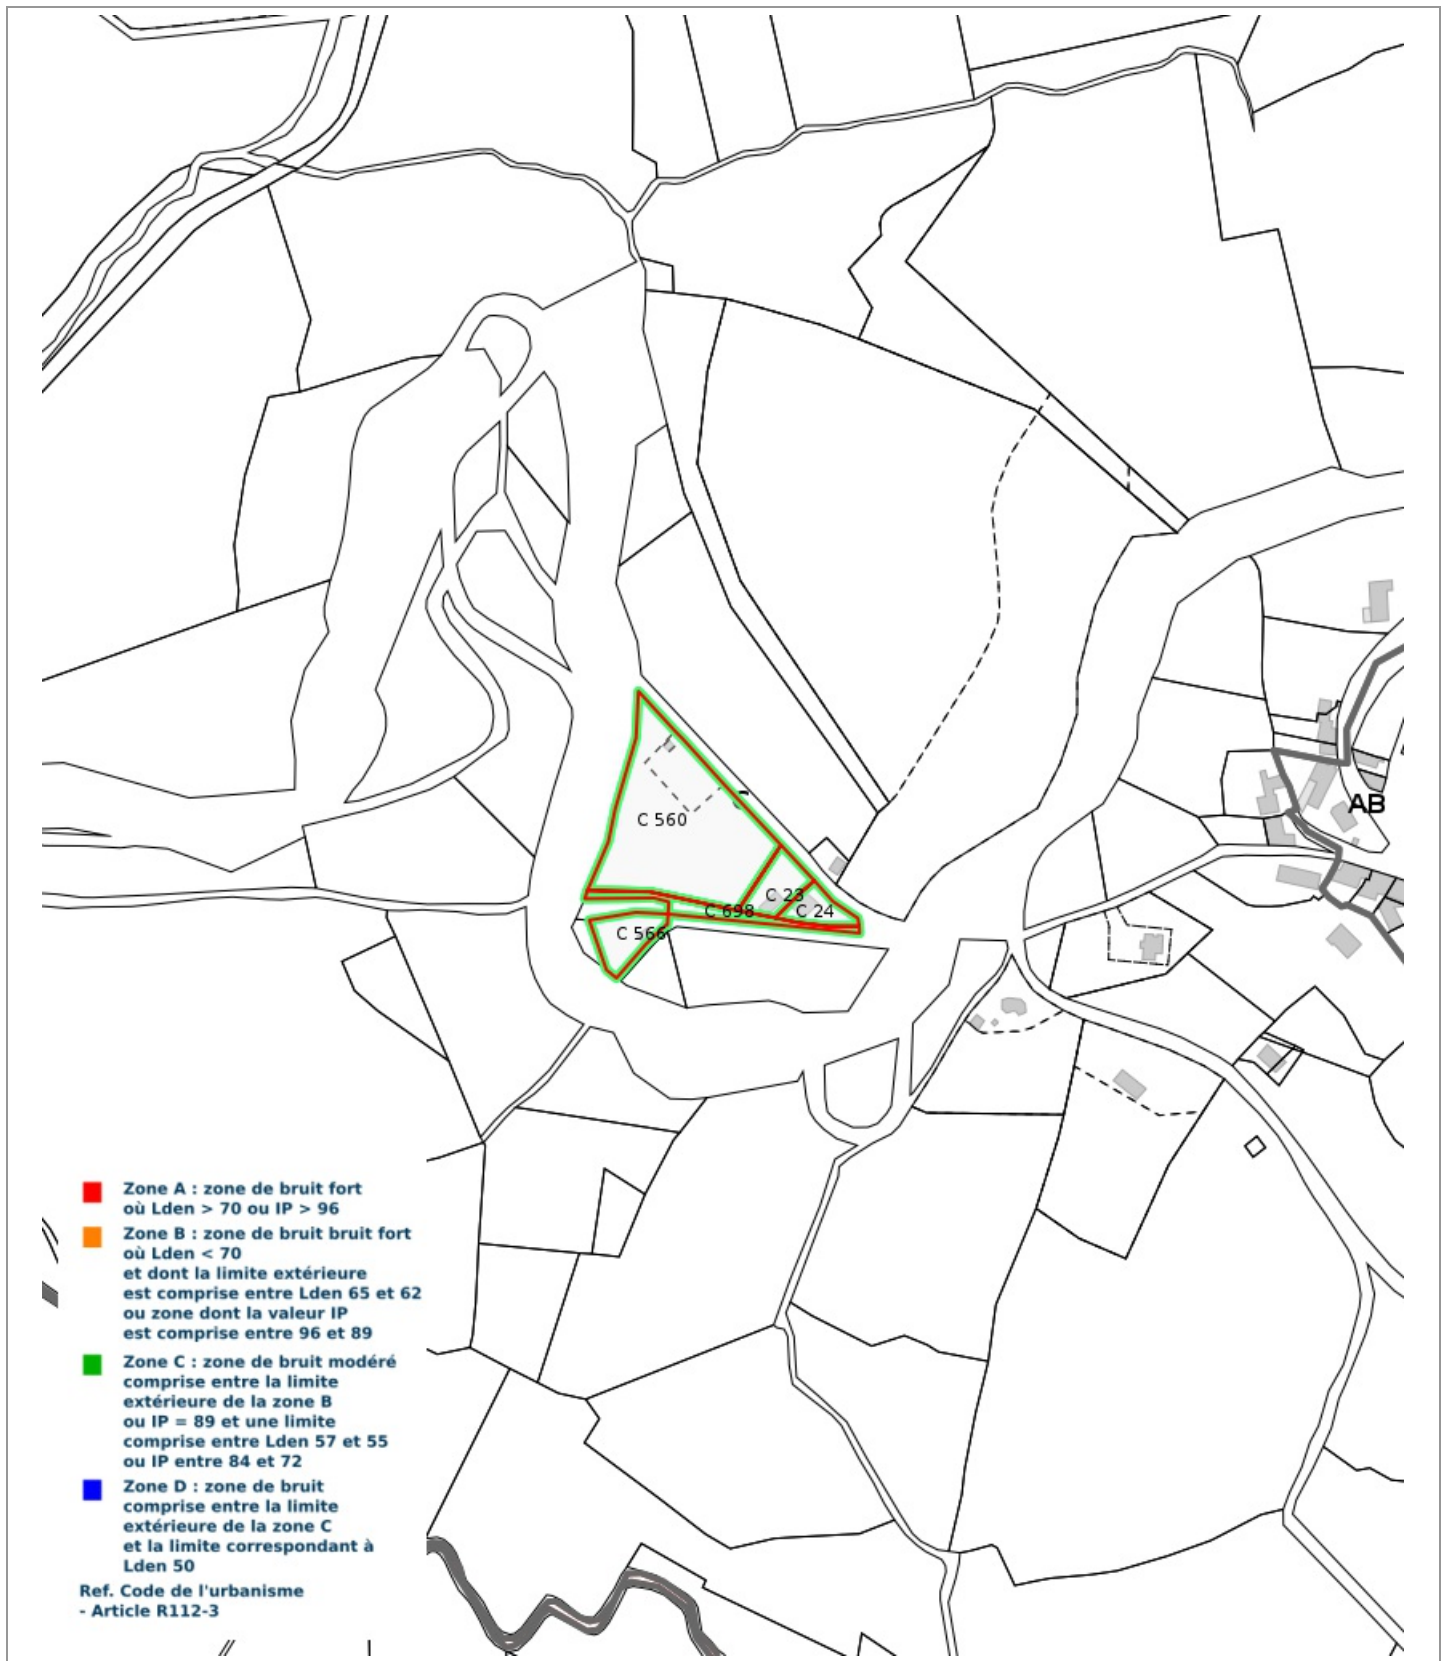 C 560
AB
C 23
C 698
C 24
C 566
Zone A : zone de bruit fort
où Lden > 70 ou IP > 96
Zone B : zone de bruit bruit fort
où Lden < 70
et dont la limite extérieure
est comprise entre Lden 65 et 62
ou zone dont la valeur IP
est comprise entre 96 et 89
Zone C : zone de bruit modéré
comprise entre la limite
extérieure de la zone B
ou IP = 89 et une limite
comprise entre Lden 57 et 55
ou IP entre 84 et 72
Zone D : zone de bruit
comprise entre la limite
extérieure de la zone C
et la limite correspondant à
Lden 50
Ref. Code de l'urbanisme
- Article R112-3